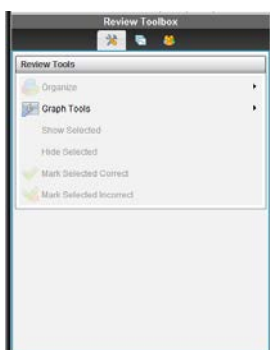 Review Toolbox
Review Tools
Organize
Graph Tools
Show Selected
Hide Selected
Mark Selected Correct
Mark Selected Incorrect